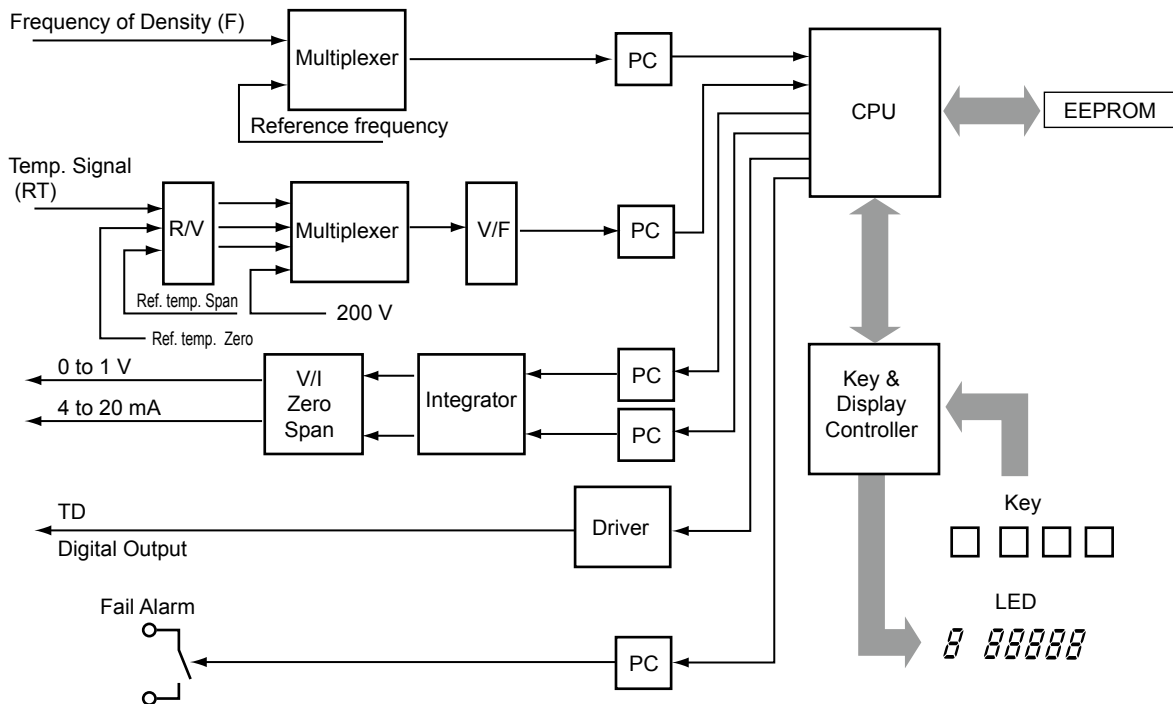 Frequency of Density (F)
Multiplexer
PC
CPU
EEPROM
Reference frequency
Temp. Signal
(RT)
R/V
Multiplexer
V/F
PC
Ref. temp. Span
200 V
Ref. temp. Zero
0 to 1 V
4 to 20 mA
V/I
Zero
Span
Integrator
PC
PC
Key &
Display
Controller
Key
TD
Digital Output
Driver
LED
8 88888
Fail Alarm
PC